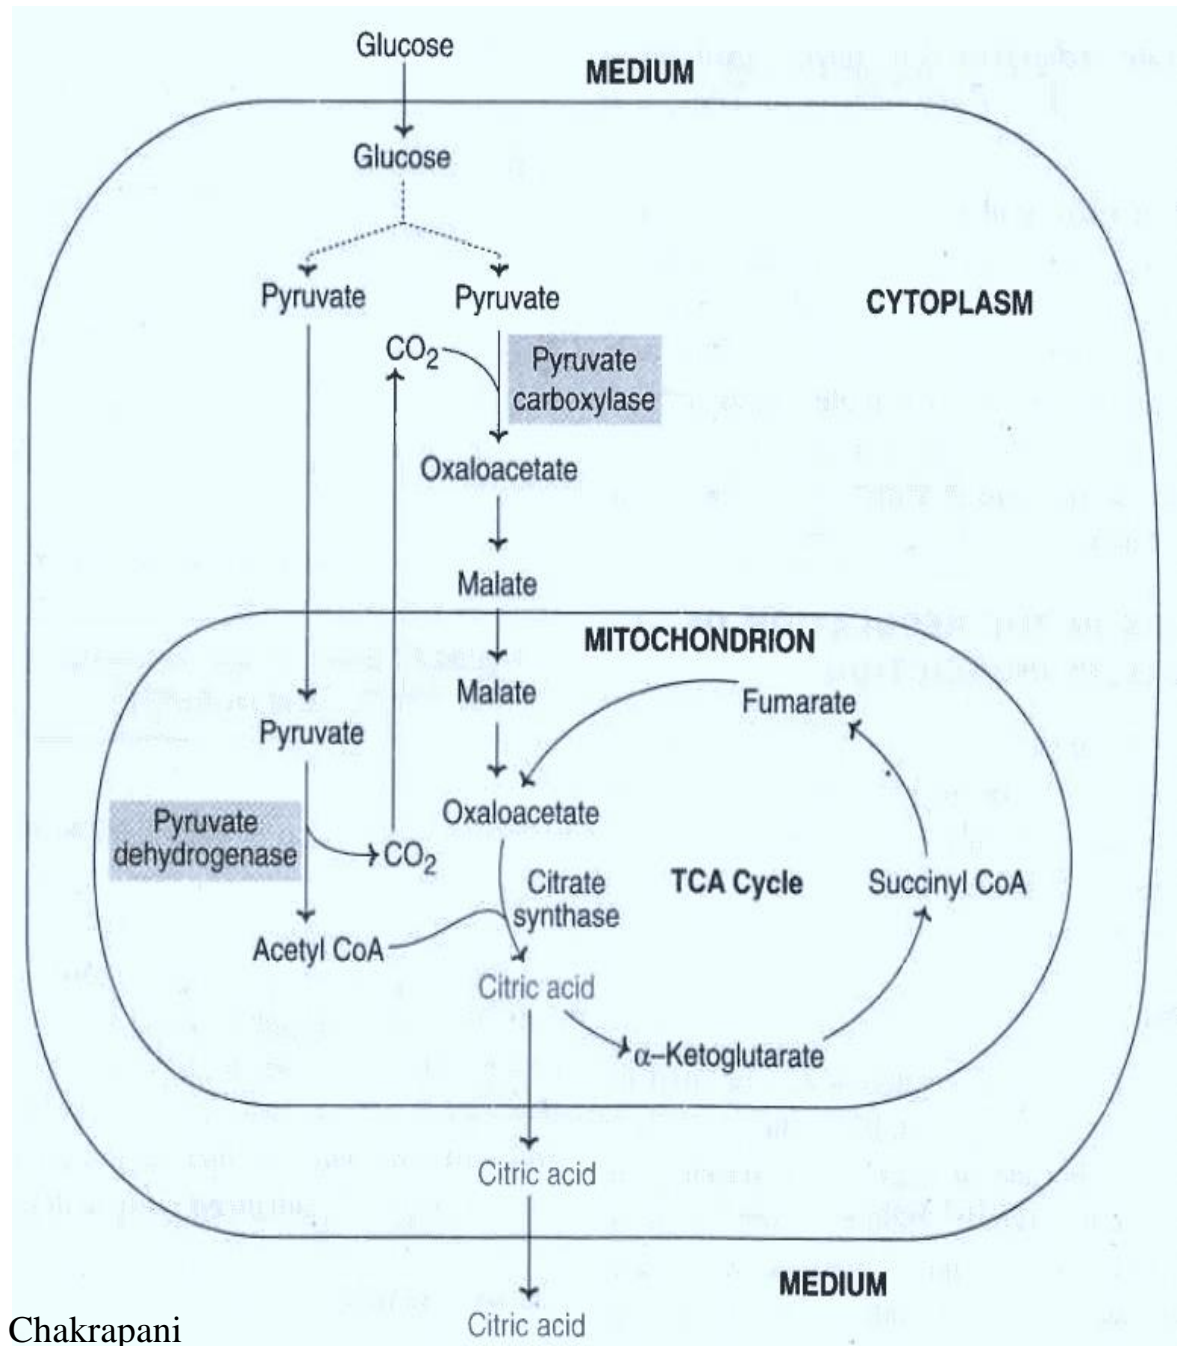 Glucose
MEDIUM
Glucose
Pyruvate
Pyruvate
CYTOPLASM
CO2
Pyruvate
carboxylase
Oxaloacetate
Malate
MITOCHONDRION
Malate
Fumarate
Pyruvate
Oxaloacetate
Pyruvate
dehydrogenase
CO2
Citrate
synthase
TCA Cycle
Succinyl CoA
Acetyl CoA
Citric acid
α–Ketoglutarate
Citric acid
MEDIUM
Citric acid
Chakrapani